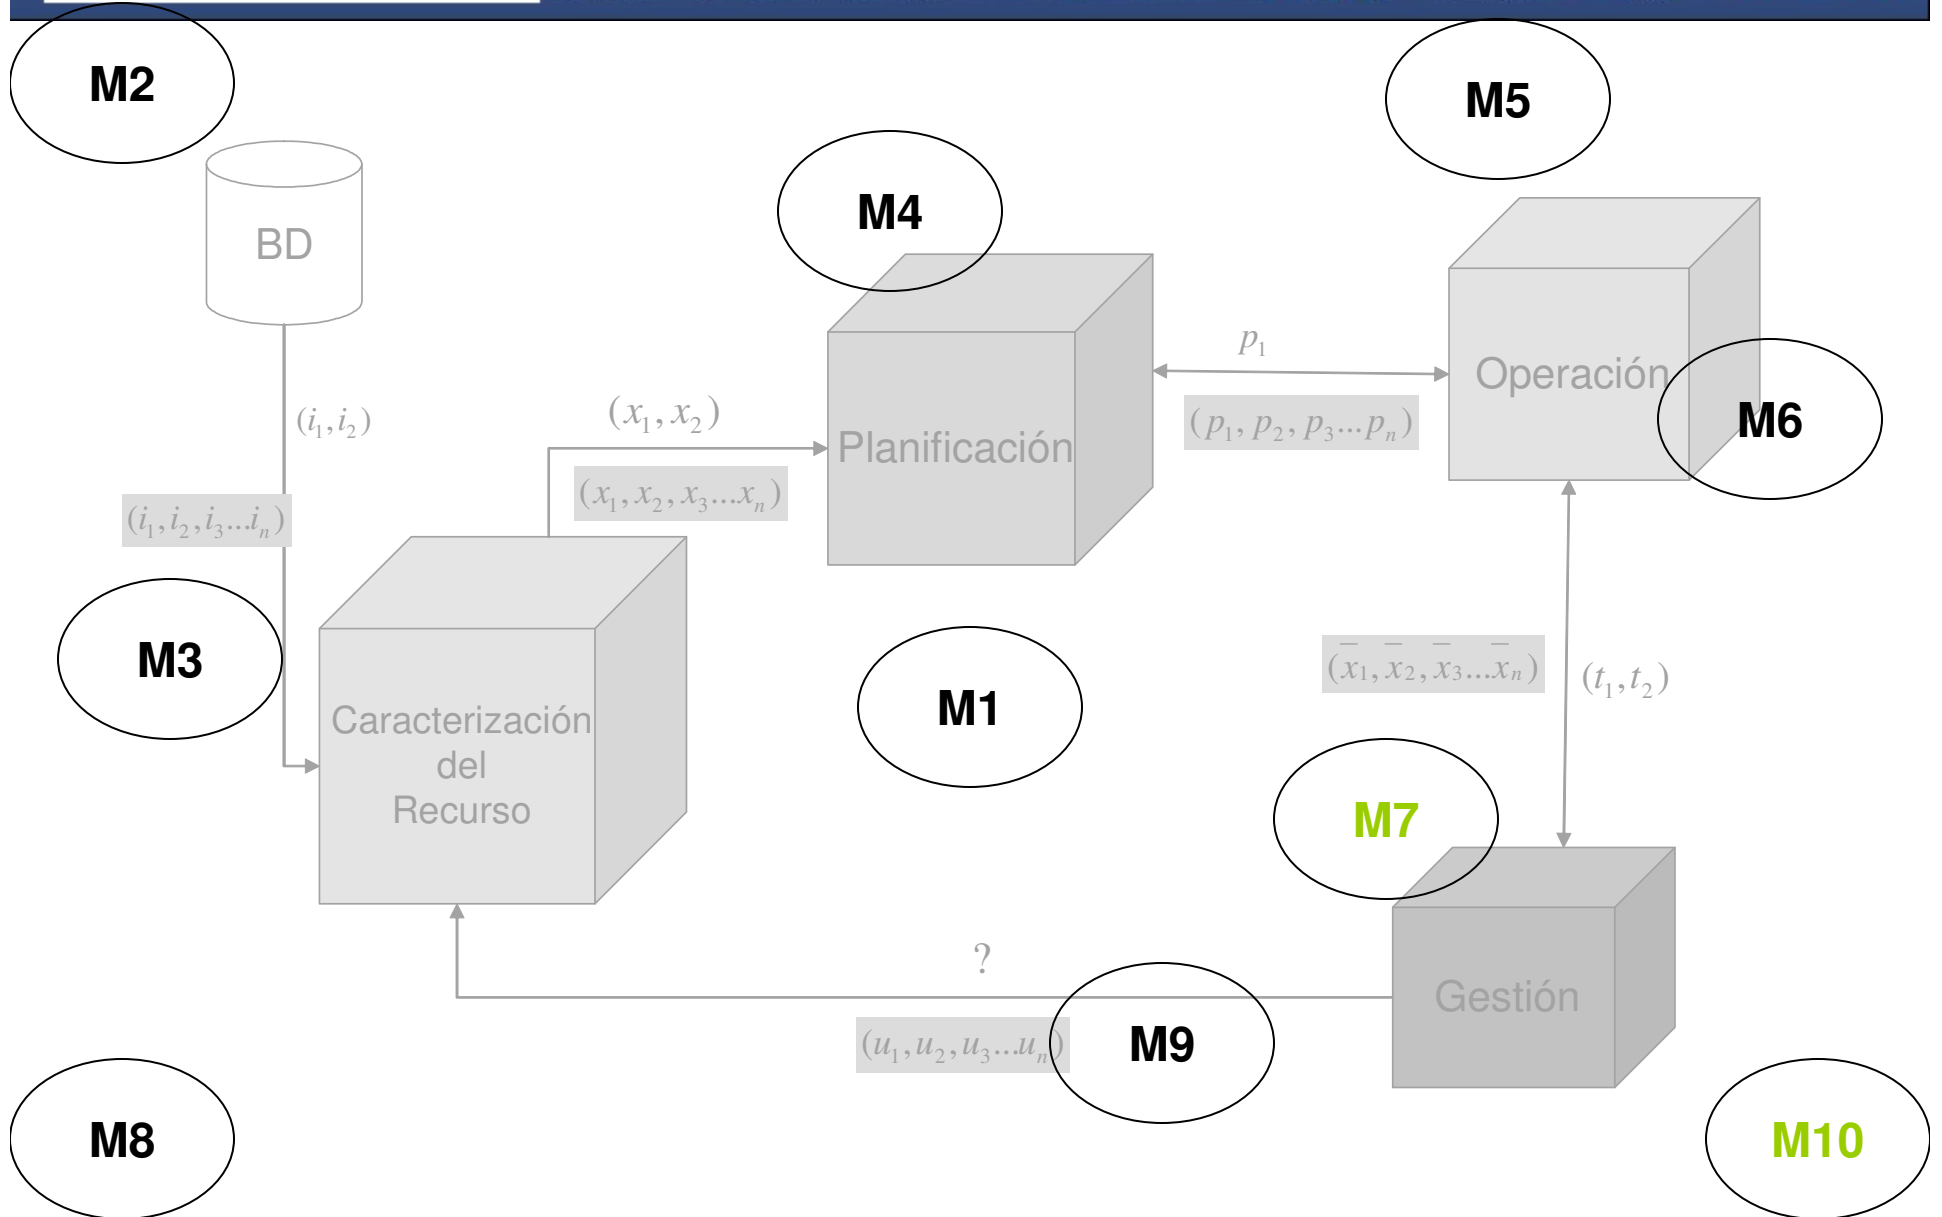 M2
M5
BD
M4
p₁
Operación
(i₁, i₂)
(x₁, x₂)
Planificación
(p₁, p₂, p₃...pₙ)
M6
(x₁, x₂, x₃...xₙ)
(i₁, i₂, i₃...iₙ)
M3
M1
(x̄₁, x̄₂, x̄₃...x̄ₙ)
(t₁, t₂)
Caracterización
del
Recurso
M7
?
Gestión
(u₁, u₂, u₃...uₙ)
M9
M8
M10